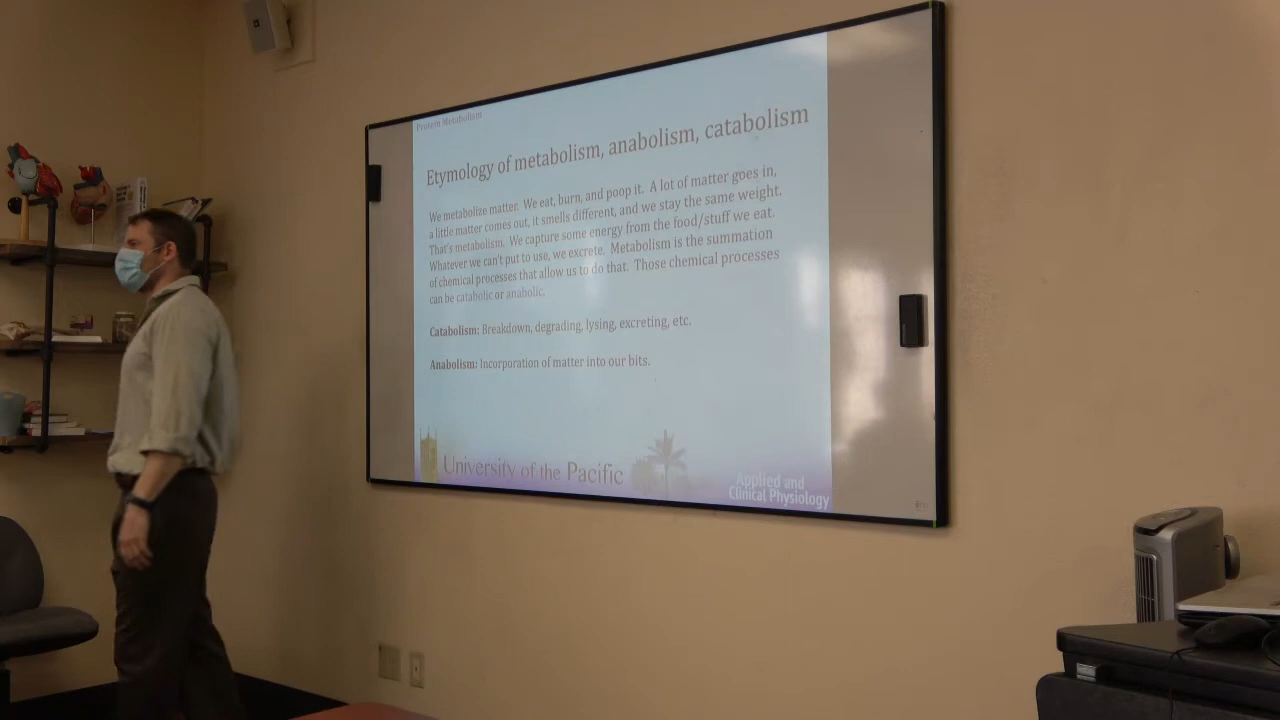 Protein Metabolism
Etymology of metabolism, anabolism, catabolism
We metabolize matter. We eat, burn, and poop it. A lot of matter goes in,
a little matter comes out, it smells different, and we stay the same weight.
That's metabolism. We capture some energy from the food/stuff we eat.
Whatever we can't put to use, we excrete. Metabolism is the summation
of chemical processes that allow us to do that. Those chemical processes
can be catabolic or anabolic.
Catabolism: Breakdown, degrading, lysing, excreting, etc.
Anabolism: Incorporation of matter into our bits.
University of the Pacific
Applied and
Clinical Physiology